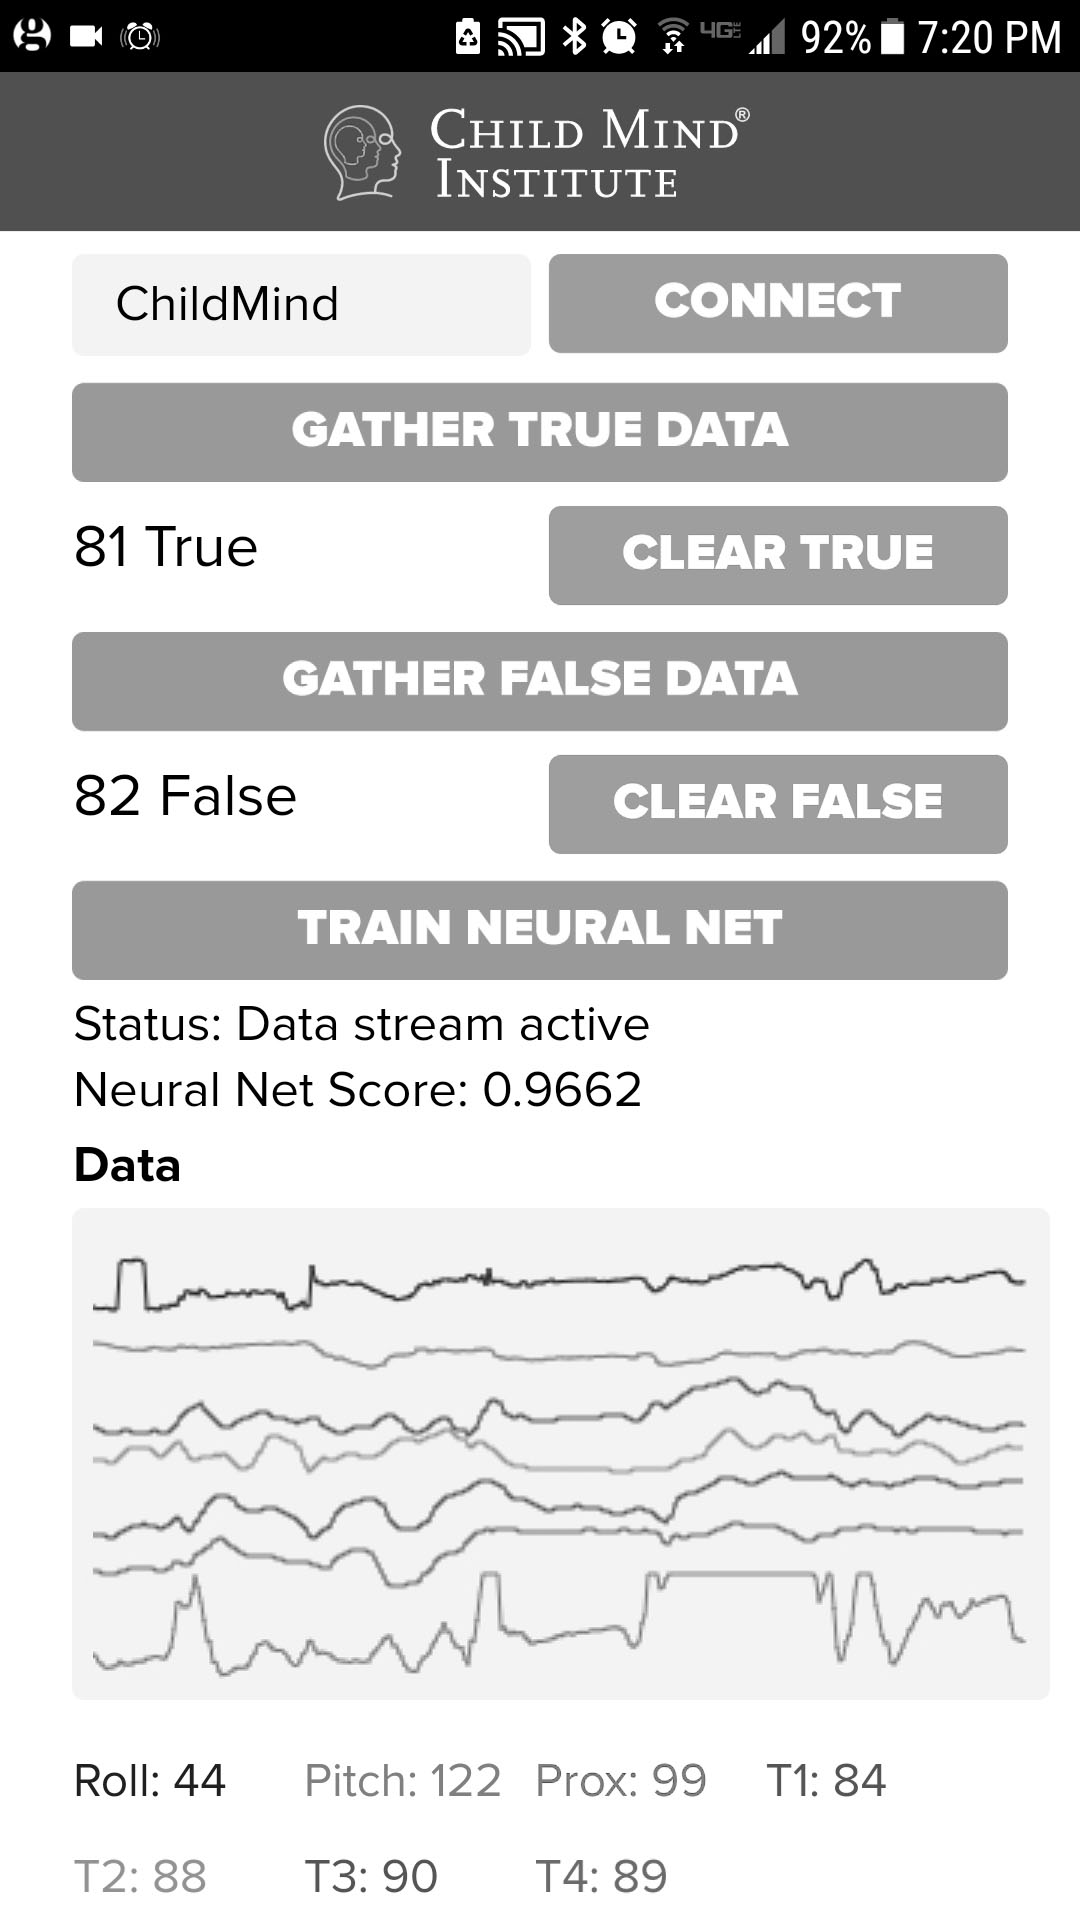 4G LTE 92% 7:20 PM
CHILD MIND®
INSTITUTE
ChildMind CONNECT
GATHER TRUE DATA
81 True CLEAR TRUE
GATHER FALSE DATA
82 False CLEAR FALSE
TRAIN NEURAL NET
Status: Data stream active
Neural Net Score: 0.9662
Data
Roll: 44 Pitch: 122 Prox: 99 T1: 84
T2: 88 T3: 90 T4: 89